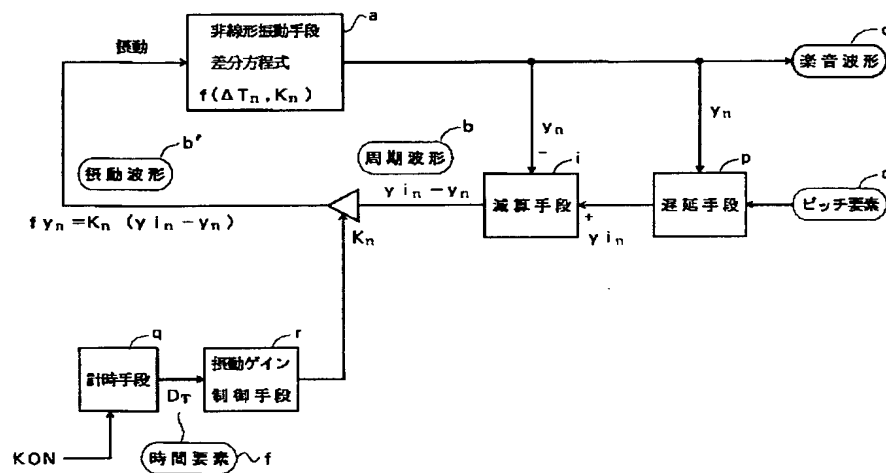 a
非線形振動手段
差分方程式
f(ΔTn,Kn)
摂動
楽音波形
yn
yn
−
b'
摂動波形
b
周期波形
i
減算手段
p
遅延手段
ピッチ要素
yin−yn
+
yin
fyn=Kn(yin−yn)
Kn
q
計時手段
r
摂動ゲイン
制御手段
DT
KON
時間要素
f